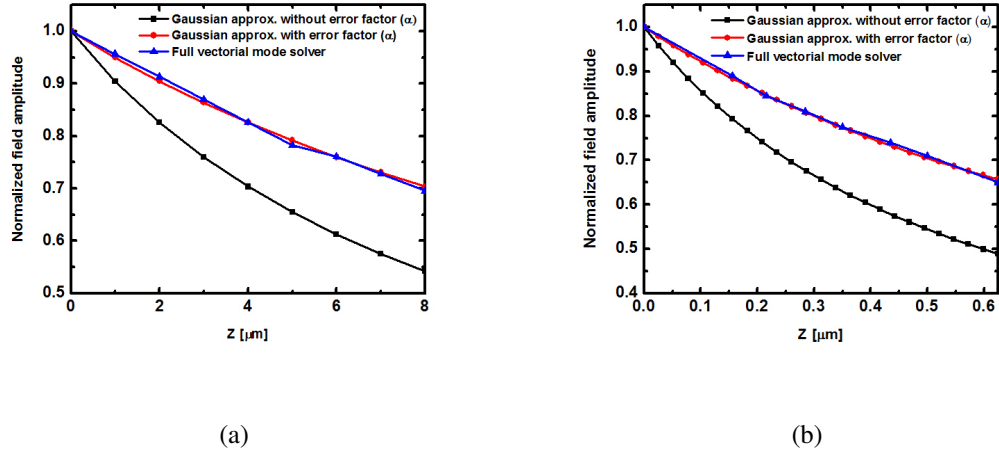 Gaussian approx. without error factor (α)
Gaussian approx. with error factor (α)
Full vectorial mode solver
1.0
0.9
0.8
0.7
0.6
0.5
Normalized field amplitude
0
2
4
6
8
Z [µm]
(a)
Gaussian approx. without error factor (α)
Gaussian approx. with error factor (α)
Full vectorial mode solver
1.0
0.9
0.8
0.7
0.6
0.5
0.4
Normalized field amplitude
0.0
0.1
0.2
0.3
0.4
0.5
0.6
Z [µm]
(b)